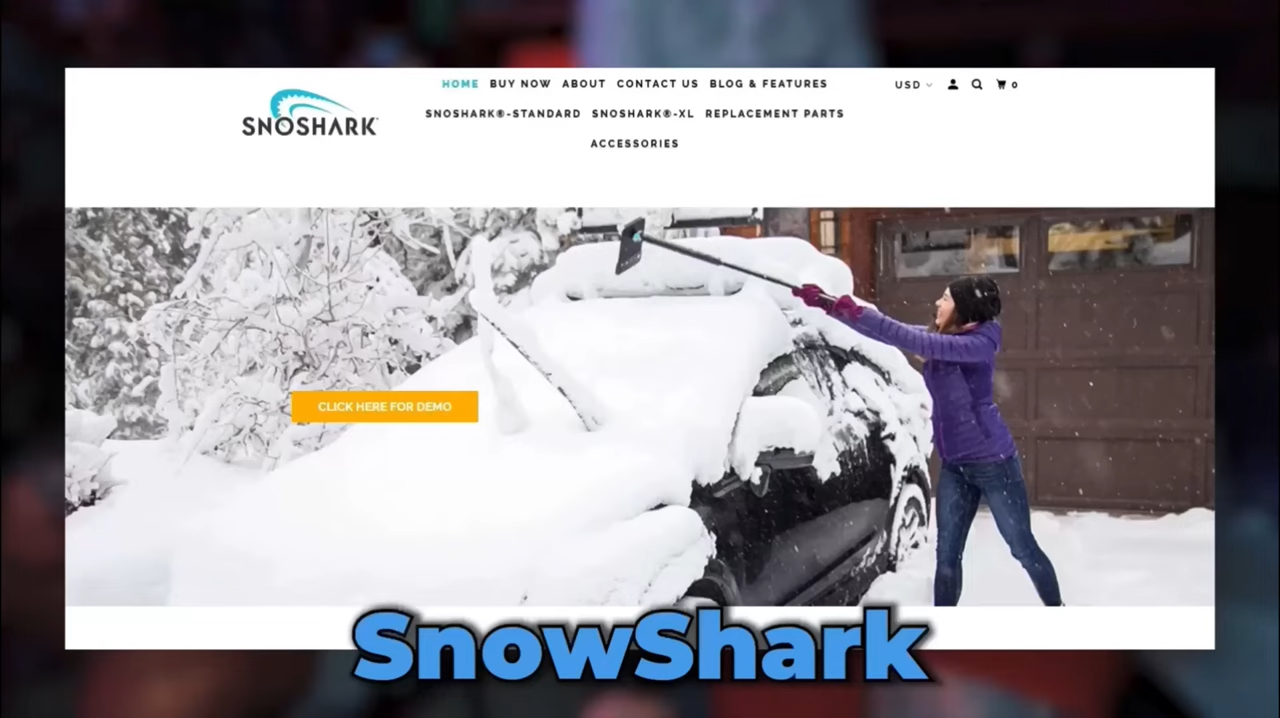 HOME BUY NOW ABOUT CONTACT US BLOG & FEATURES
USD 0
SNOSHARK
SNOSHARK®-STANDARD SNOSHARK®-XL REPLACEMENT PARTS
ACCESSORIES
CLICK HERE FOR DEMO
SnowShark